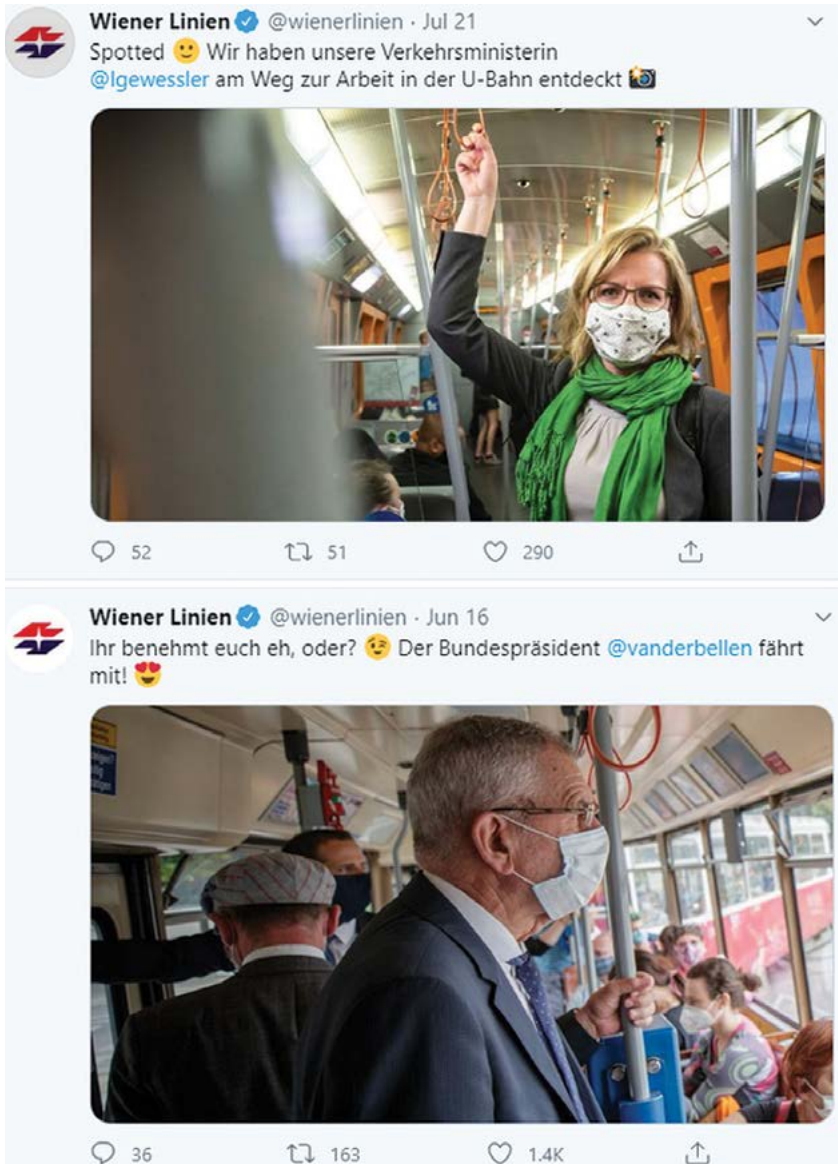 Wiener Linien @wienerlinien · Jul 21
Spotted 🙂 Wir haben unsere Verkehrsministerin
@lgewessler am Weg zur Arbeit in der U-Bahn entdeckt 📸
52 51 290
Wiener Linien @wienerlinien · Jun 16
Ihr benehmt euch eh, oder? 😉 Der Bundespräsident @vanderbellen fährt
mit! 😍
36 163 1.4K